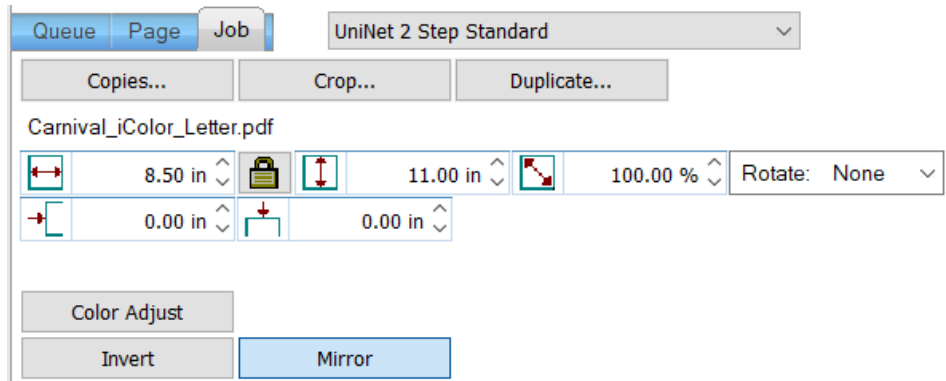 Queue Page Job UniNet 2 Step Standard
Copies... Crop... Duplicate...
Carnival_iColor_Letter.pdf
8.50 in 11.00 in 100.00 % Rotate: None
0.00 in 0.00 in
Color Adjust
Invert Mirror